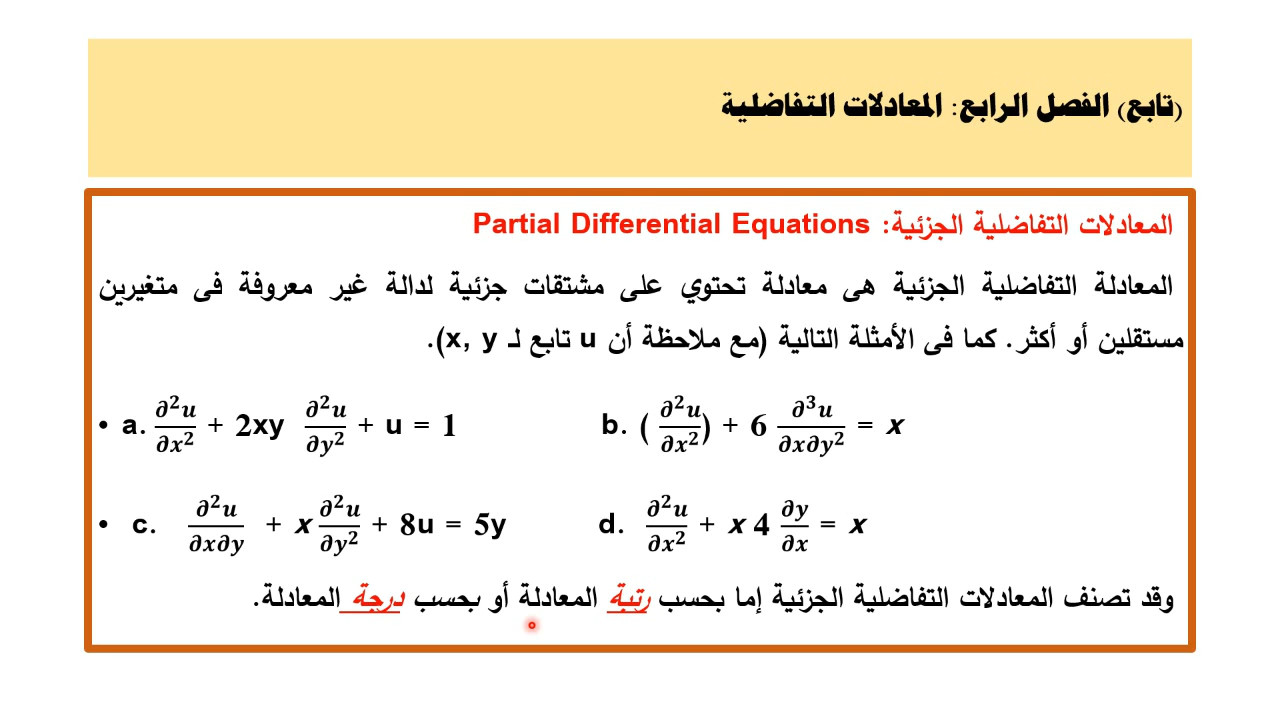 (تابع) الفصل الرابع: المعادلات التفاضلية
المعادلات التفاضلية الجزئية: Partial Differential Equations
المعادلة التفاضلية الجزئية هى معادلة تحتوي على مشتقات جزئية لدالة غير معروفة فى متغيرين
مستقلين أو أكثر. كما فى الأمثلة التالية (مع ملاحظة أن u تابع لـ x, y).
• a. ∂²u/∂x² + 2xy ∂²u/∂y² + u = 1 b. (∂²u/∂x²) + 6 ∂³u/∂x∂y² = x
• c. ∂²u/∂x∂y + x ∂²u/∂y² + 8u = 5y d. ∂²u/∂x² + x 4 ∂y/∂x = x
وقد تصنف المعادلات التفاضلية الجزئية إما بحسب رتبة المعادلة أو بحسب درجة المعادلة.